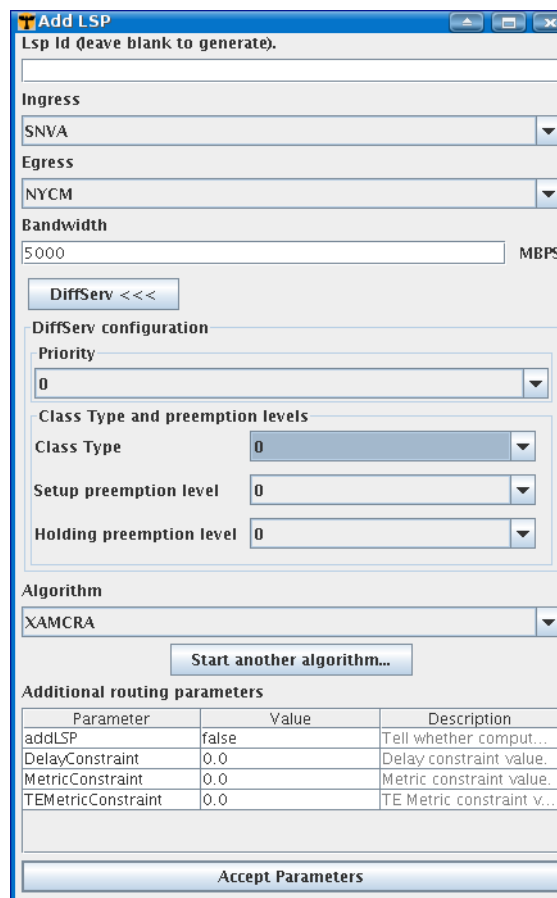 Add LSP
Lsp Id (leave blank to generate).
Ingress
SNVA
Egress
NYCM
Bandwidth
5000 MBPS
DiffServ <<<
DiffServ configuration
Priority
0
Class Type and preemption levels
Class Type 0
Setup preemption level 0
Holding preemption level 0
Algorithm
XAMCRA
Start another algorithm...
Additional routing parameters
Parameter Value Description
addLSP false Tell whether comput...
DelayConstraint 0.0 Delay constraint value.
MetricConstraint 0.0 Metric constraint value.
TEMetricConstraint 0.0 TE Metric constraint v...
Accept Parameters